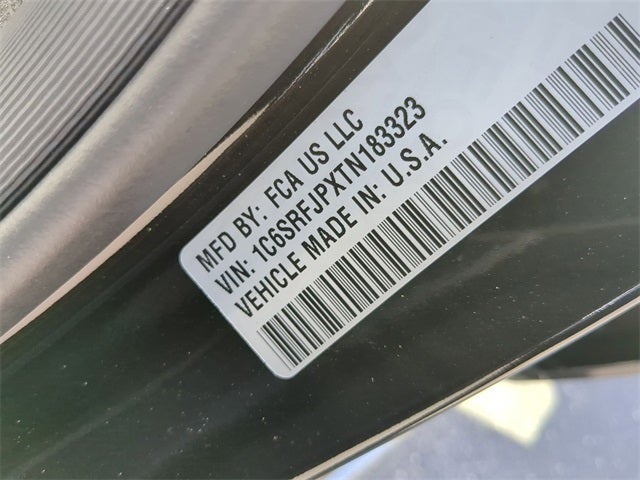 MFD BY: FCA US LLC
VIN: 1C6SRFJPXTN183323
VEHICLE MADE IN: U.S.A.